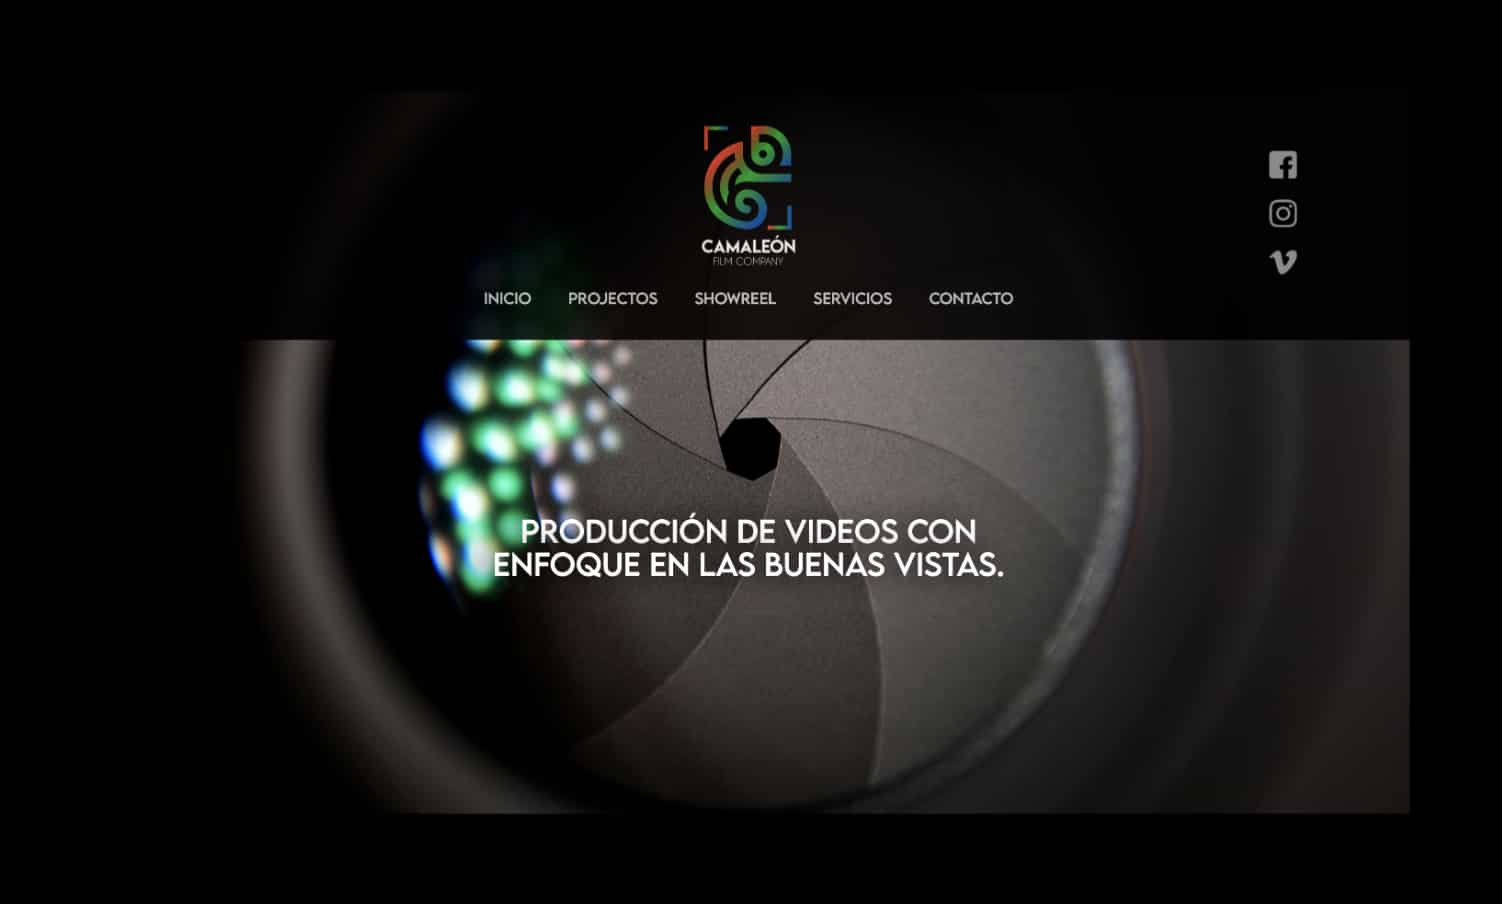 CAMALEÓN
FILM COMPANY
INICIO PROJECTOS SHOWREEL SERVICIOS CONTACTO
PRODUCCIÓN DE VIDEOS CON
ENFOQUE EN LAS BUENAS VISTAS.